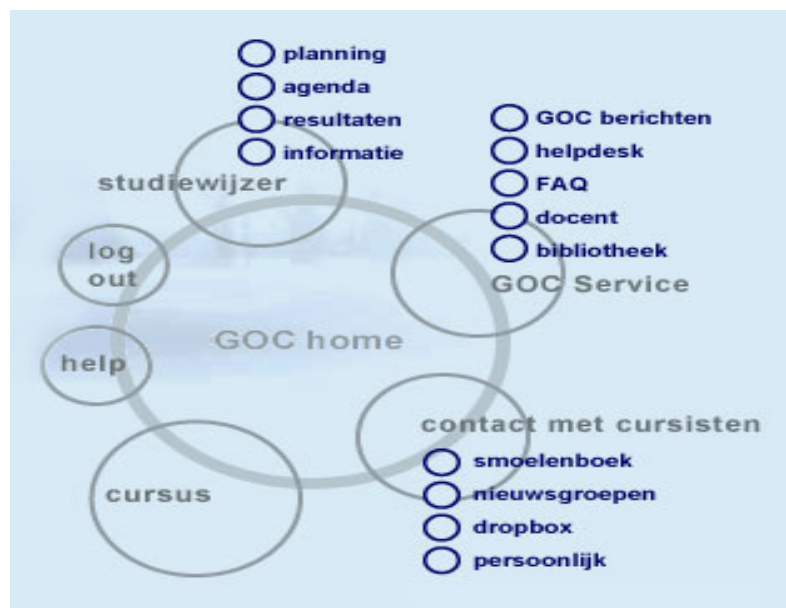 planning
agenda
resultaten
informatie
studiewijzer
GOC berichten
helpdesk
FAQ
docent
bibliotheek
GOC Service
log
out
GOC home
help
contact met cursisten
smoelenboek
nieuwsgroepen
dropbox
persoonlijk
cursus